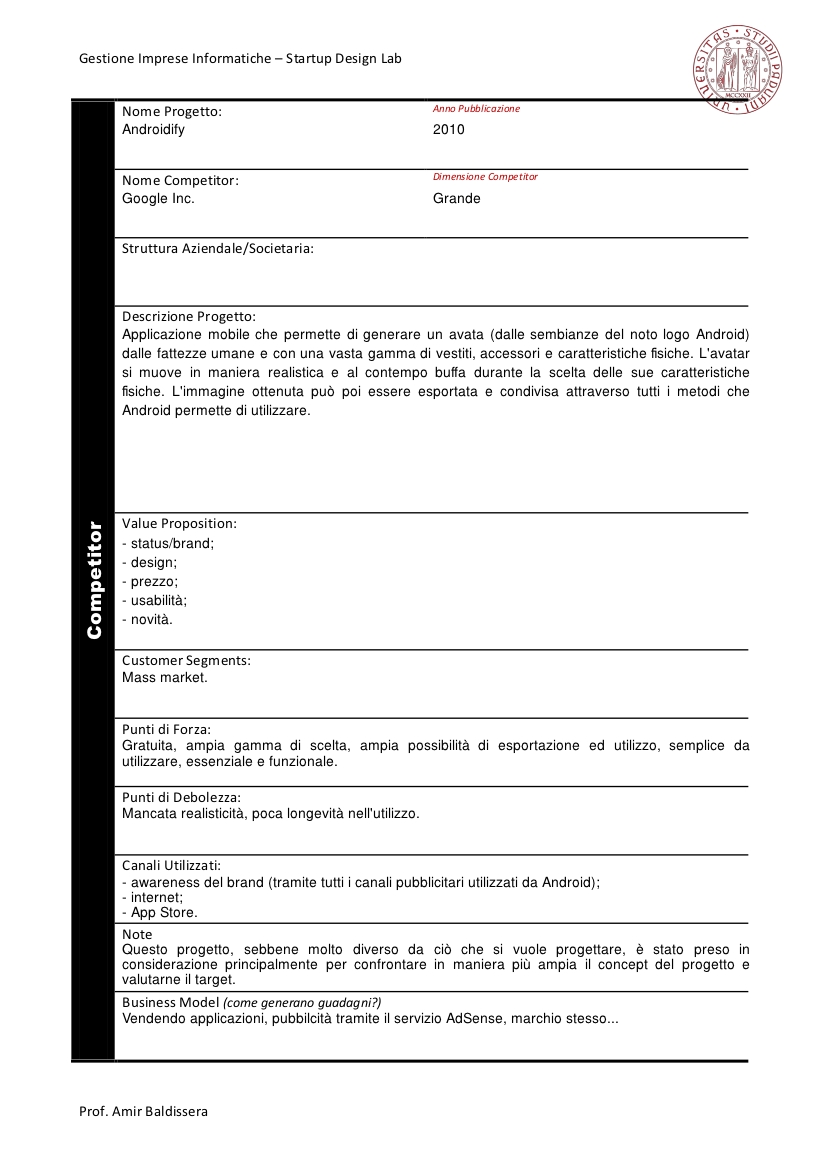 Gestione Imprese Informatiche – Startup Design Lab
UNIVERSITAS • STUDII PADUANI •
MCCXXII
Competitor
Nome Progetto:
Androidify
Anno Pubblicazione
2010
Nome Competitor:
Google Inc.
Dimensione Competitor
Grande
Struttura Aziendale/Societaria:
Descrizione Progetto:
Applicazione mobile che permette di generare un avata (dalle sembianze del noto logo Android)
dalle fattezze umane e con una vasta gamma di vestiti, accessori e caratteristiche fisiche. L'avatar
si muove in maniera realistica e al contempo buffa durante la scelta delle sue caratteristiche
fisiche. L'immagine ottenuta può poi essere esportata e condivisa attraverso tutti i metodi che
Android permette di utilizzare.
Value Proposition:
- status/brand;
- design;
- prezzo;
- usabilità;
- novità.
Customer Segments:
Mass market.
Punti di Forza:
Gratuita, ampia gamma di scelta, ampia possibilità di esportazione ed utilizzo, semplice da
utilizzare, essenziale e funzionale.
Punti di Debolezza:
Mancata realisticità, poca longevità nell'utilizzo.
Canali Utilizzati:
- awareness del brand (tramite tutti i canali pubblicitari utilizzati da Android);
- internet;
- App Store.
Note
Questo progetto, sebbene molto diverso da ciò che si vuole progettare, è stato preso in
considerazione principalmente per confrontare in maniera più ampia il concept del progetto e
valutarne il target.
Business Model (come generano guadagni?)
Vendendo applicazioni, pubbilcità tramite il servizio AdSense, marchio stesso...
Prof. Amir Baldissera